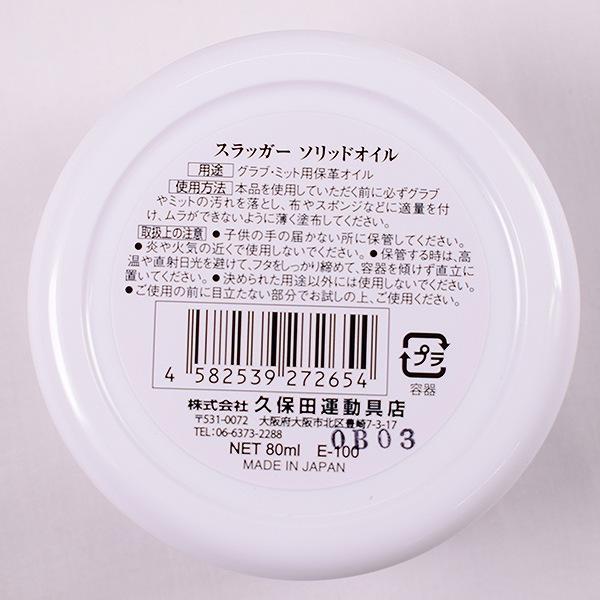 スラッガー ソリッドオイル
用途 グラブ・ミット用保革オイル
使用方法 本品を使用していただく前に必ずグラブ
やミットの汚れを落とし、布やスポンジなどに適量を付
け、ムラができないように薄く塗布してください。
取扱上の注意 ●子供の手の届かない所に保管してください。
●炎や火気の近くで使用しないでください。●保管する時は、高
温や直射日光を避けて、フタをしっかり締めて、容器を傾けず直立に
置いてください。●決められた用途以外には使用しないでください。
●ご使用の前に目立たない部分でお試しの上、ご使用ください。
4 582539 272654
プラ
容器
株式会社 久保田運動具店
〒531-0072 大阪府大阪市北区豊崎7-3-17
TEL:06-6373-2288
0B03
NET 80ml E-100
MADE IN JAPAN